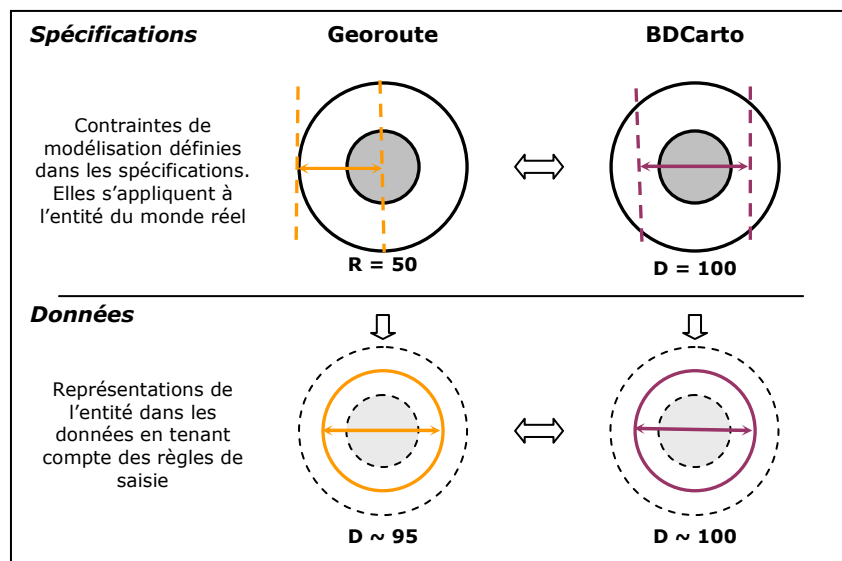 Spécifications
Georoute
BDCarto
Contraintes de
modélisation définies
dans les spécifications.
Elles s'appliquent à
l'entité du monde réel
R = 50
D = 100
Données
Représentations de
l'entité dans les
données en tenant
compte des règles de
saisie
D ~ 95
D ~ 100